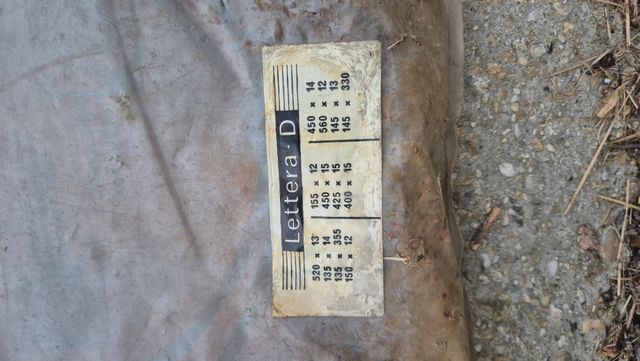 Lettera · D
520 x 13
135 x 14
135 x 355
150 x 12
155 x 12
450 x 15
425 x 15
400 x 15
450 x 14
560 x 12
145 x 13
145 x 330